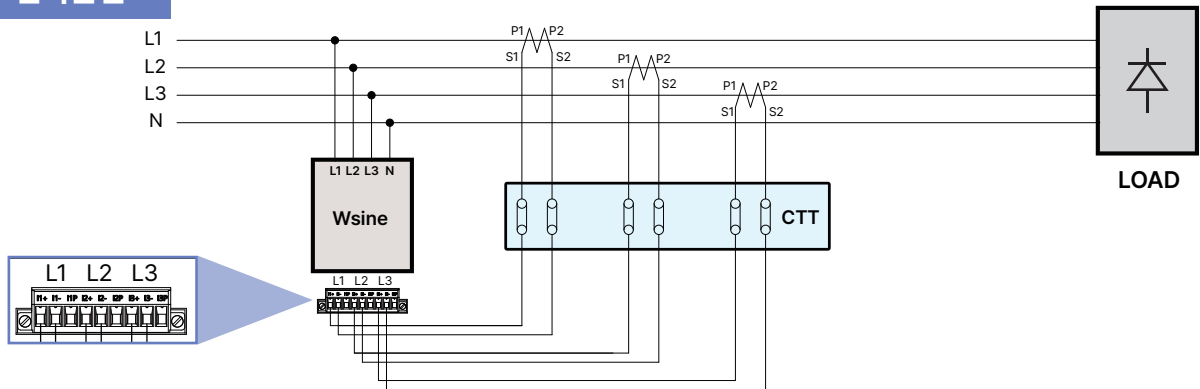 L1
L2
L3
N
P1 P2
S1 S2
P1 P2
S1 S2
P1 P2
S1 S2
LOAD
L1 L2 L3 N
Wsine
CTT
L1 L2 L3
L1 L2 L3
I1+ I1- I1P I2+ I2- I2P I3+ I3- I3P